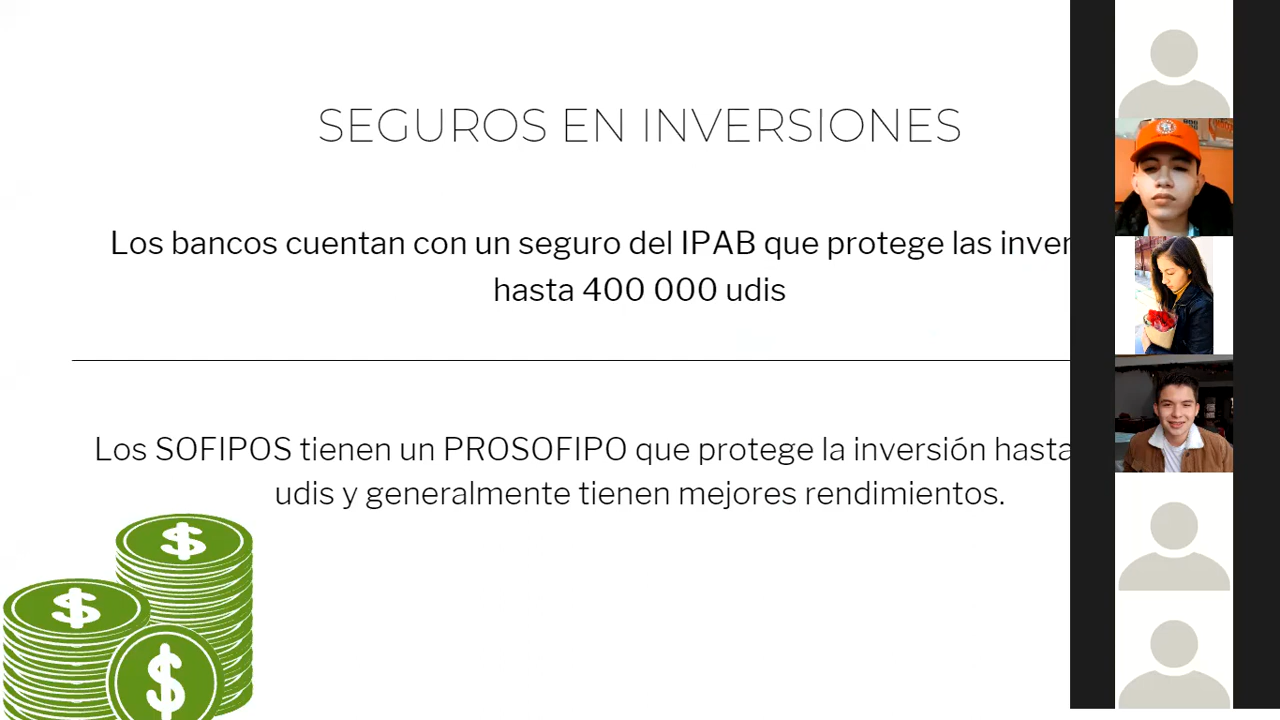 SEGUROS EN INVERSIONES
Los bancos cuentan con un seguro del IPAB que protege las
hasta 400 000 udis
Los SOFIPOS tienen un PROSOFIPO que protege la inversión hasta
udis y generalmente tienen mejores rendimientos.